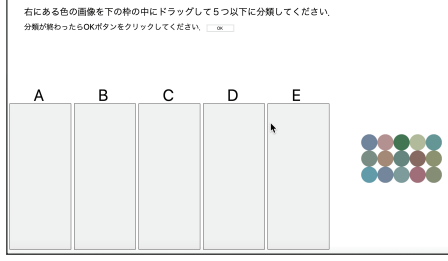 右にある色の画像を下の枠の中にドラッグして５つ以下に分類してください.
分類が終わったらOKボタンをクリックしてください. OK
A B C D E